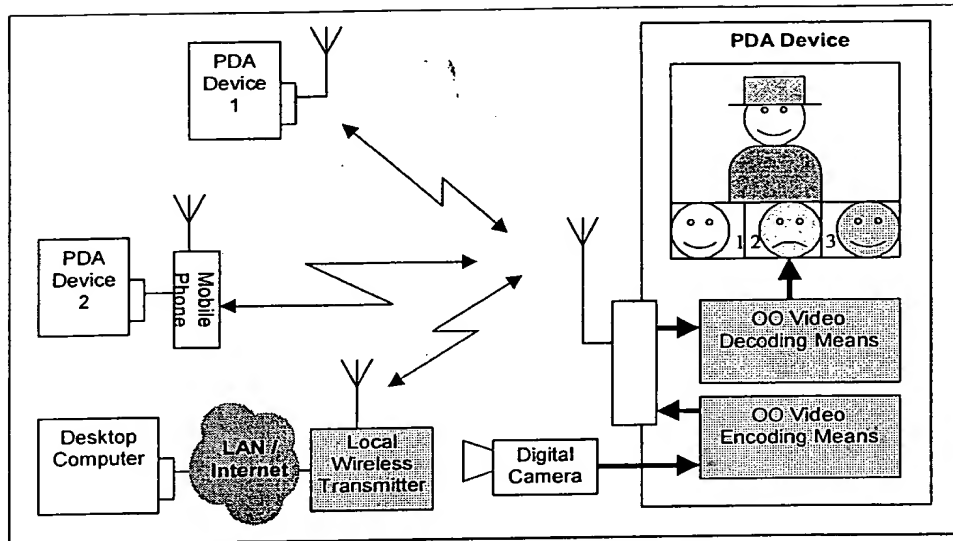 PDA
Device
1
PDA
Device
2
Mobile
Phone
Desktop
Computer
LAN /
Internet
Local
Wireless
Transmitter
Digital
Camera
PDA Device
1 2 3
OO Video
Decoding Means
OO Video
Encoding Means